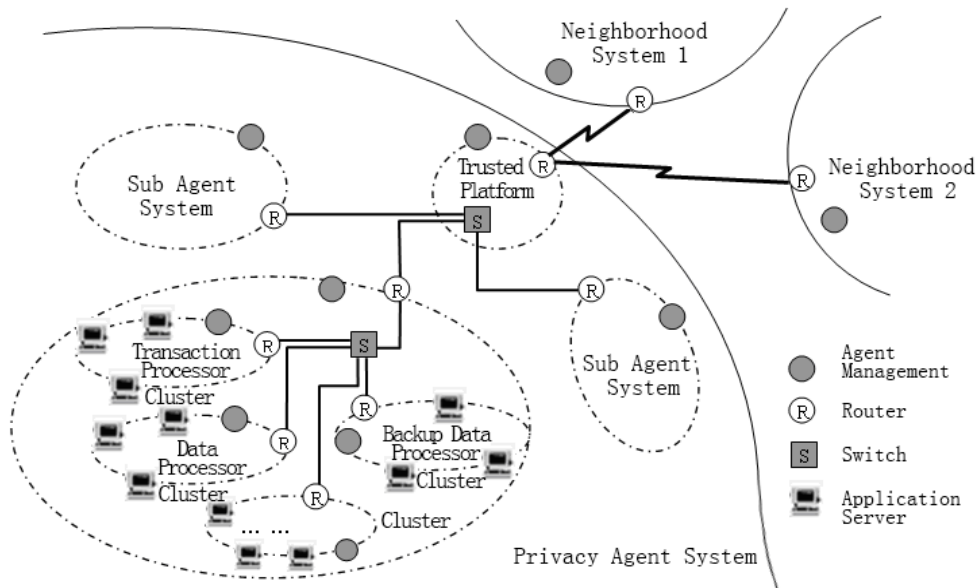 Neighborhood
System 1
Neighborhood
System 2
R
R
R
Trusted
Platform
S
Sub Agent
System
R
R
R
Sub Agent
System
S
R
Transaction
Processor
Cluster
R
Backup Data
Processor
Cluster
R
Data
Processor
Cluster
R
... ...
Cluster
Privacy Agent System
Agent
Management
R
Router
S
Switch
Application
Server